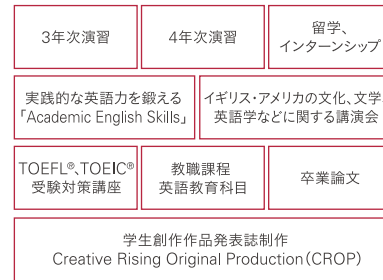 3年次演習
4年次演習
留学、
インターンシップ
実践的な英語力を鍛える
「Academic English Skills」
イギリス・アメリカの文化、文学、
英語学などに関する講演会
TOEFL®、TOEIC®
受験対策講座
教職課程
英語教育科目
卒業論文
学生創作作品発表誌制作
Creative Rising Original Production(CROP)